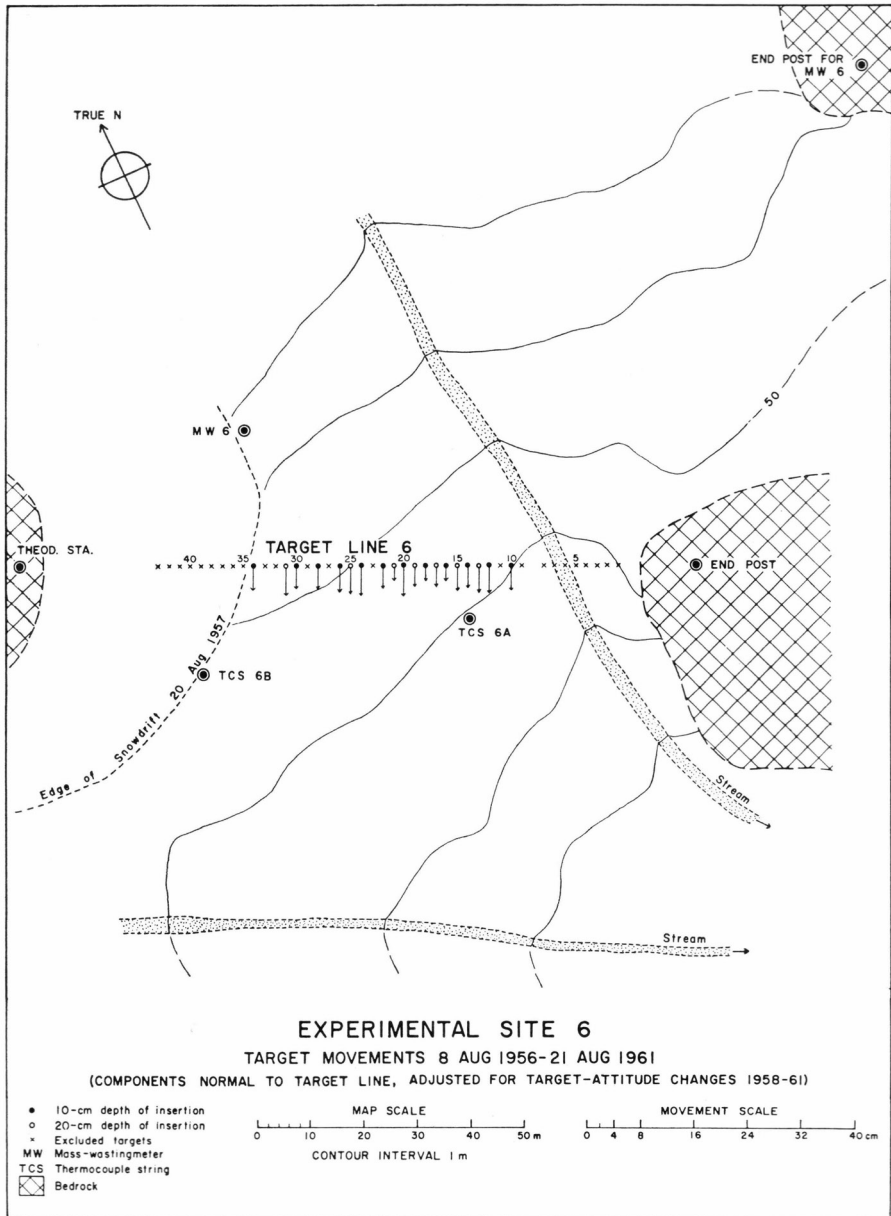 END POST FOR
MW 6
TRUE N
50
MW 6
THEOD. STA.
TARGET LINE 6
40 35 30 25 20 15 10 5
END POST
TCS 6A
TCS 6B
Edge of Snowdrift 20 Aug 1957
Stream
Stream
EXPERIMENTAL SITE 6
TARGET MOVEMENTS 8 AUG 1956-21 AUG 1961
(COMPONENTS NORMAL TO TARGET LINE, ADJUSTED FOR TARGET-ATTITUDE CHANGES 1958-61)
• 10-cm depth of insertion
o 20-cm depth of insertion
x Excluded targets
MW Mass-wastingmeter
TCS Thermocouple string
Bedrock
MAP SCALE
0 10 20 30 40 50 m
CONTOUR INTERVAL 1 m
MOVEMENT SCALE
0 2 4 8 16 24 32 40 cm